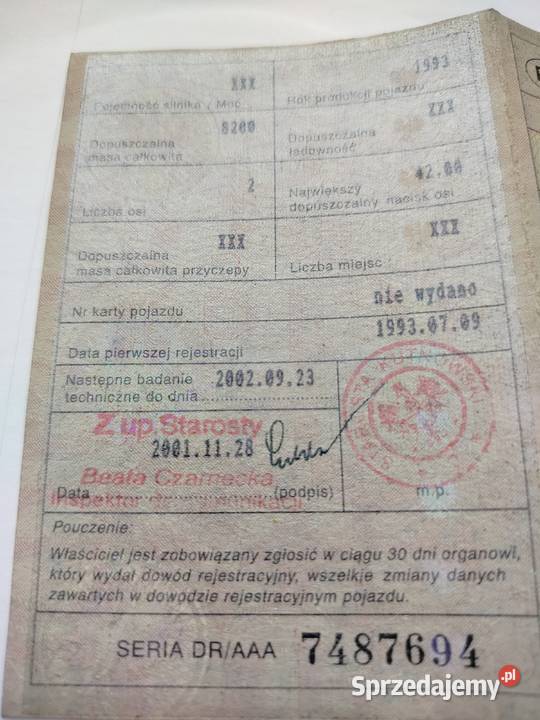 XXX 1993
Pojemność silnika / Moc Rok produkcji pojazdu
8200 XXX
Dopuszczalna masa całkowita Dopuszczalna ładowność
2 42.00
Liczba osi Największy dopuszczalny nacisk osi
XXX XXX
Dopuszczalna masa całkowita przyczepy Liczba miejsc
Nr karty pojazdu nie wydano
1993.07.09
Data pierwszej rejestracji
Następne badanie
techniczne do dnia 2002.09.23
Z up. Starosty
2001.11.28
Beata Czarnecka
Data (podpis) m.p.
Inspektor
STAROSTA KUTNOWSKI
Pouczenie:
Właściciel jest zobowiązany zgłosić w ciągu 30 dni organowi,
który wydał dowód rejestracyjny, wszelkie zmiany danych
zawartych w dowodzie rejestracyjnym pojazdu.
SERIA DR/AAA 7487694
Sprzedajemy.pl